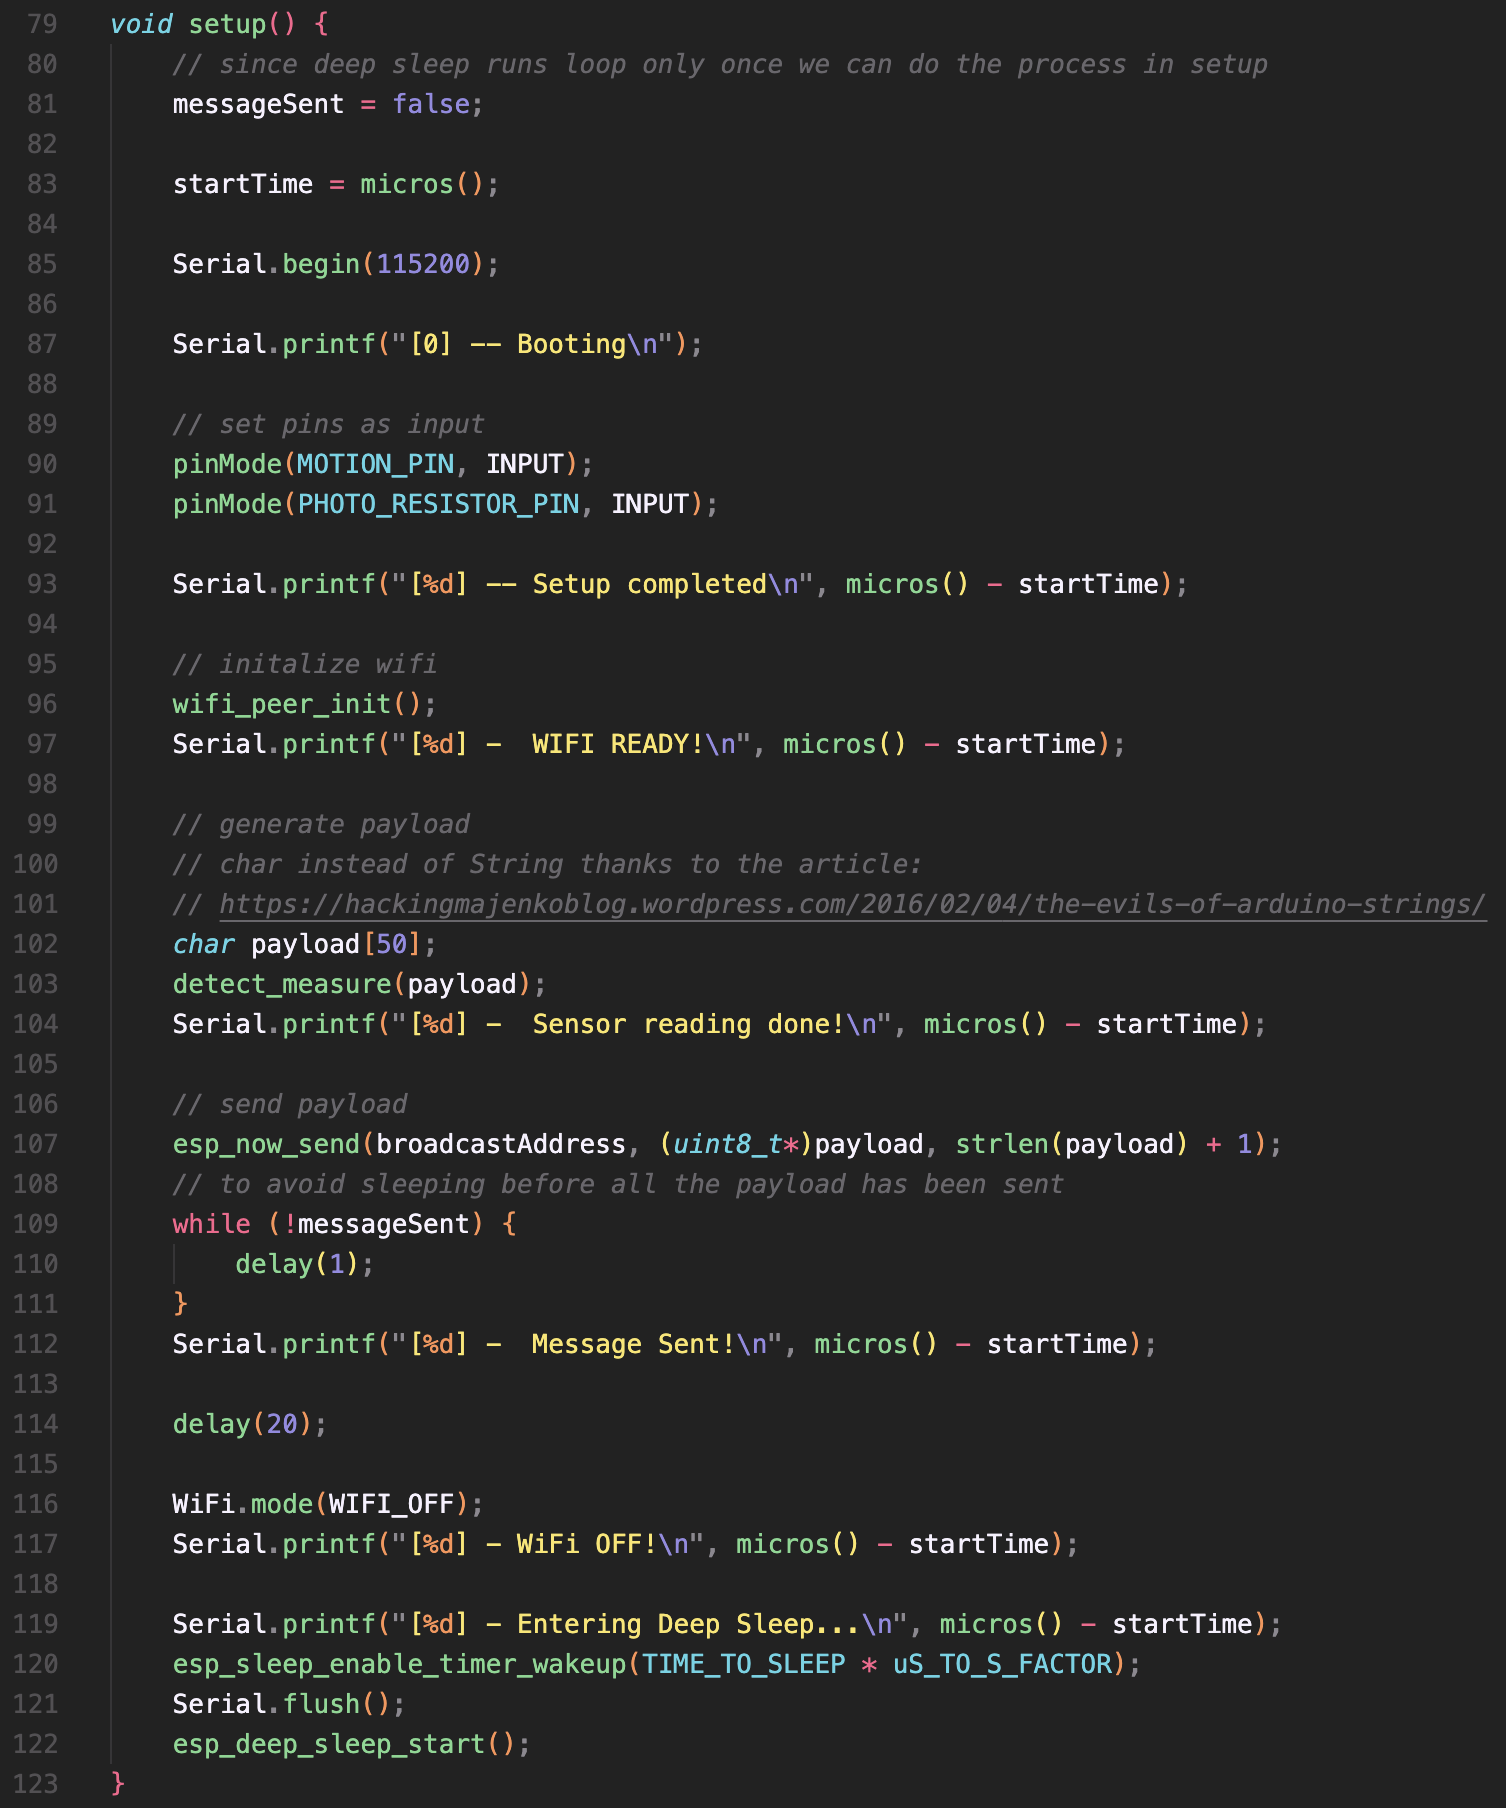 79 void setup() {
80 // since deep sleep runs loop only once we can do the process in setup
81 messageSent = false;
82
83 startTime = micros();
84
85 Serial.begin(115200);
86
87 Serial.printf("[0] -- Booting\n");
88
89 // set pins as input
90 pinMode(MOTION_PIN, INPUT);
91 pinMode(PHOTO_RESISTOR_PIN, INPUT);
92
93 Serial.printf("[%d] -- Setup completed\n", micros() - startTime);
94
95 // initalize wifi
96 wifi_peer_init();
97 Serial.printf("[%d] -  WIFI READY!\n", micros() - startTime);
98
99 // generate payload
100 // char instead of String thanks to the article:
101 // https://hackingmajenkoblog.wordpress.com/2016/02/04/the-evils-of-arduino-strings/
102 char payload[50];
103 detect_measure(payload);
104 Serial.printf("[%d] -  Sensor reading done!\n", micros() - startTime);
105
106 // send payload
107 esp_now_send(broadcastAddress, (uint8_t*)payload, strlen(payload) + 1);
108 // to avoid sleeping before all the payload has been sent
109 while (!messageSent) {
110 delay(1);
111 }
112 Serial.printf("[%d] -  Message Sent!\n", micros() - startTime);
113
114 delay(20);
115
116 WiFi.mode(WIFI_OFF);
117 Serial.printf("[%d] - WiFi OFF!\n", micros() - startTime);
118
119 Serial.printf("[%d] - Entering Deep Sleep...\n", micros() - startTime);
120 esp_sleep_enable_timer_wakeup(TIME_TO_SLEEP * uS_TO_S_FACTOR);
121 Serial.flush();
122 esp_deep_sleep_start();
123 }